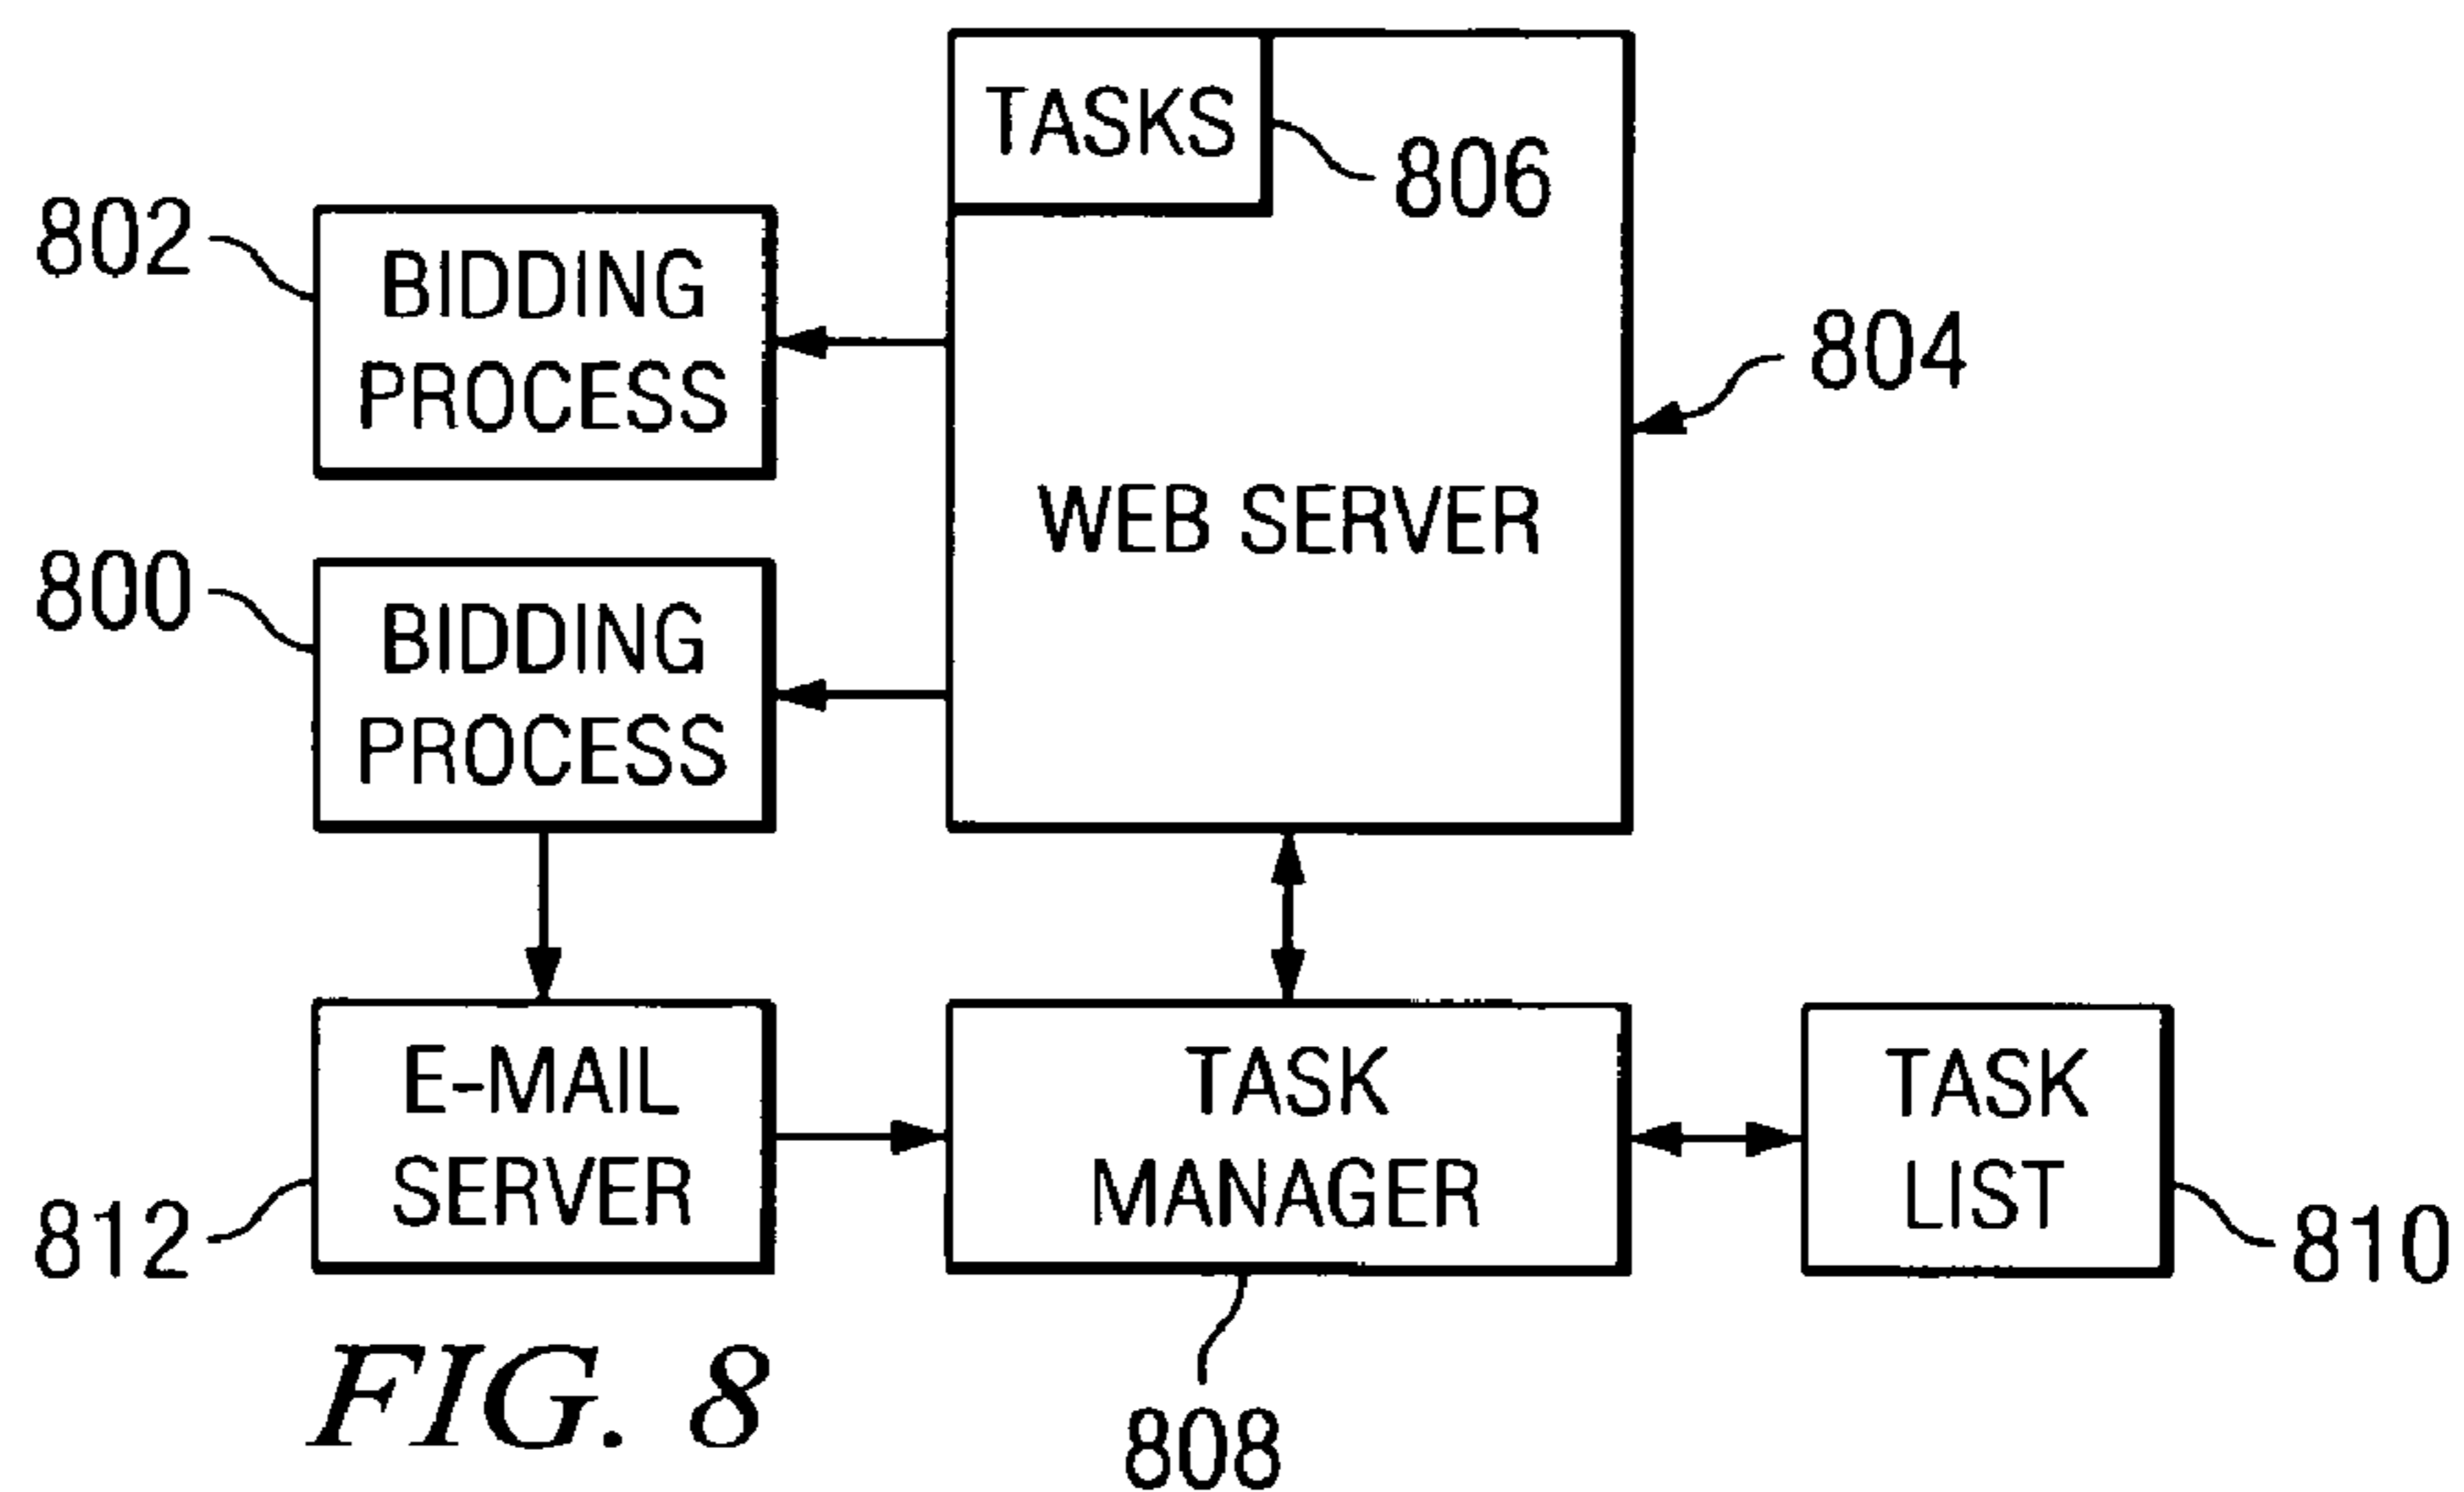 TASKS
806
802
BIDDING
PROCESS
804
WEB SERVER
800
BIDDING
PROCESS
E-MAIL
SERVER
812
TASK
MANAGER
808
TASK
LIST
810
FIG. 8